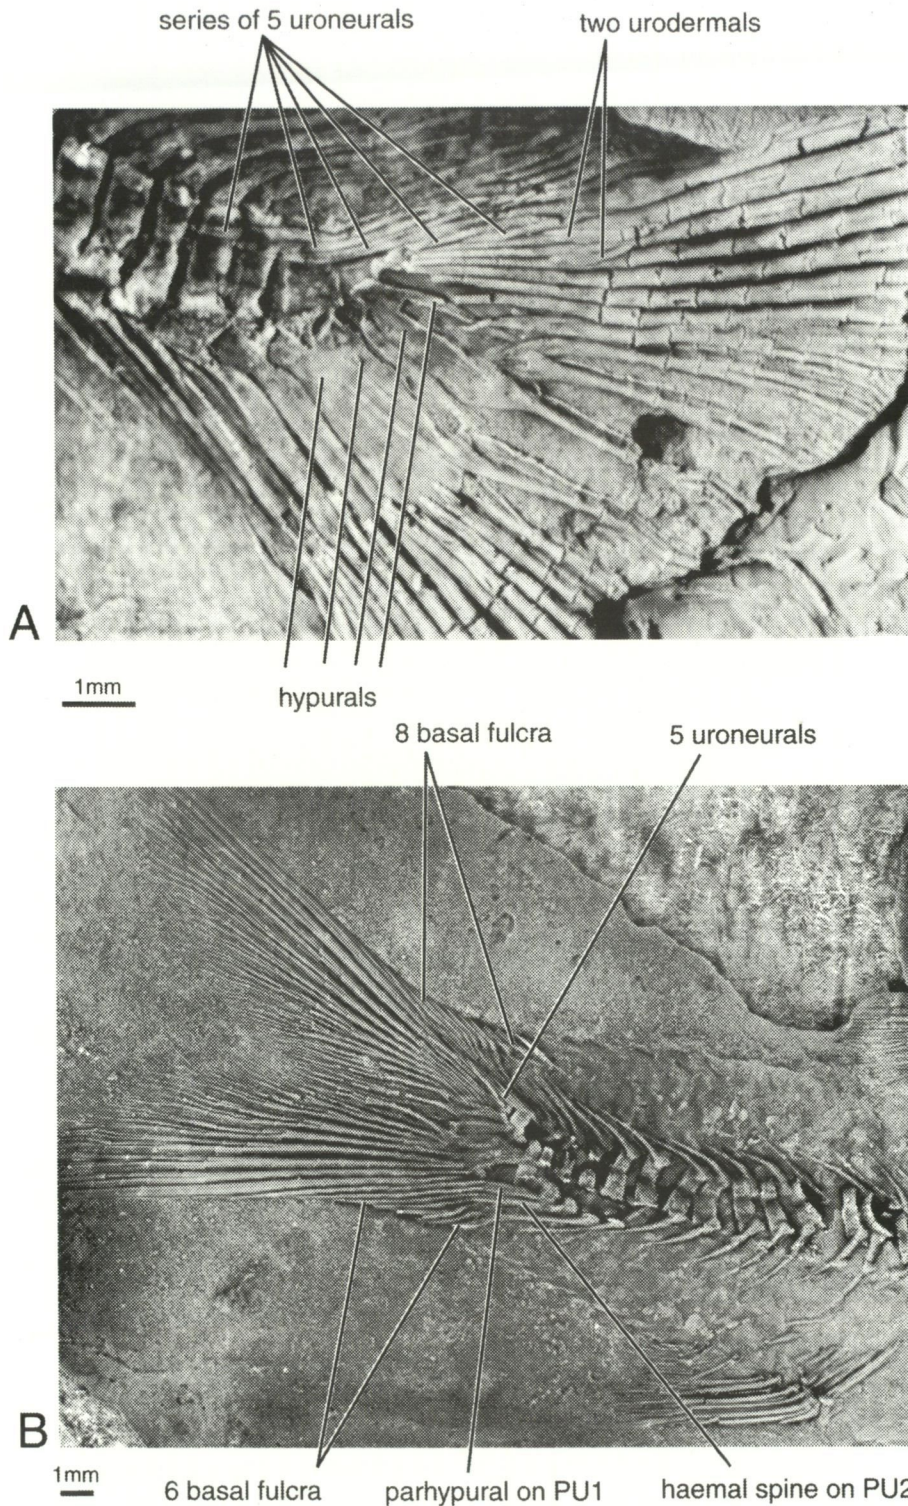 series of 5 uroneurals
two urodermals
A
1mm
hypurals
8 basal fulcra
5 uroneurals
B
1mm
6 basal fulcra
parhypural on PU1
haemal spine on PU2